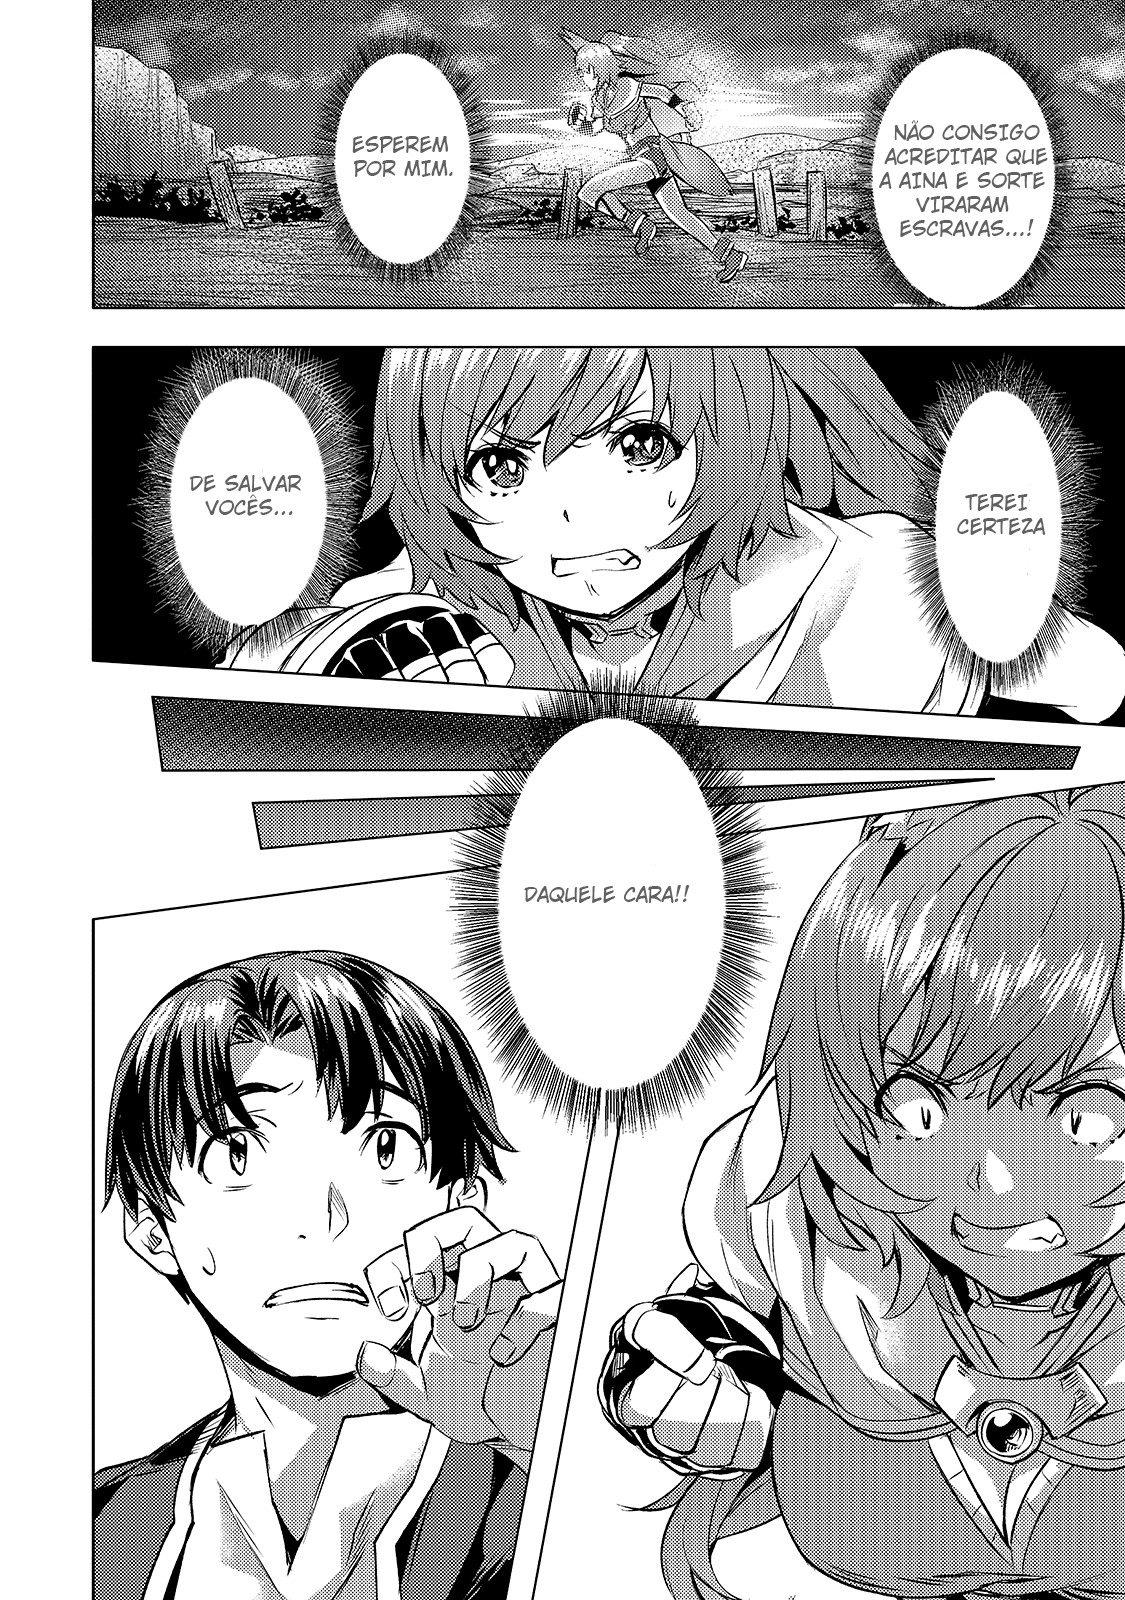 NÃO CONSIGO
ACREDITAR QUE
A AINA E SORTE
VIRARAM
ESCRAVAS...!
ESPEREM
POR MIM.
TEREI
CERTEZA
DE SALVAR
VOCÊS...
DAQUELE CARA!!